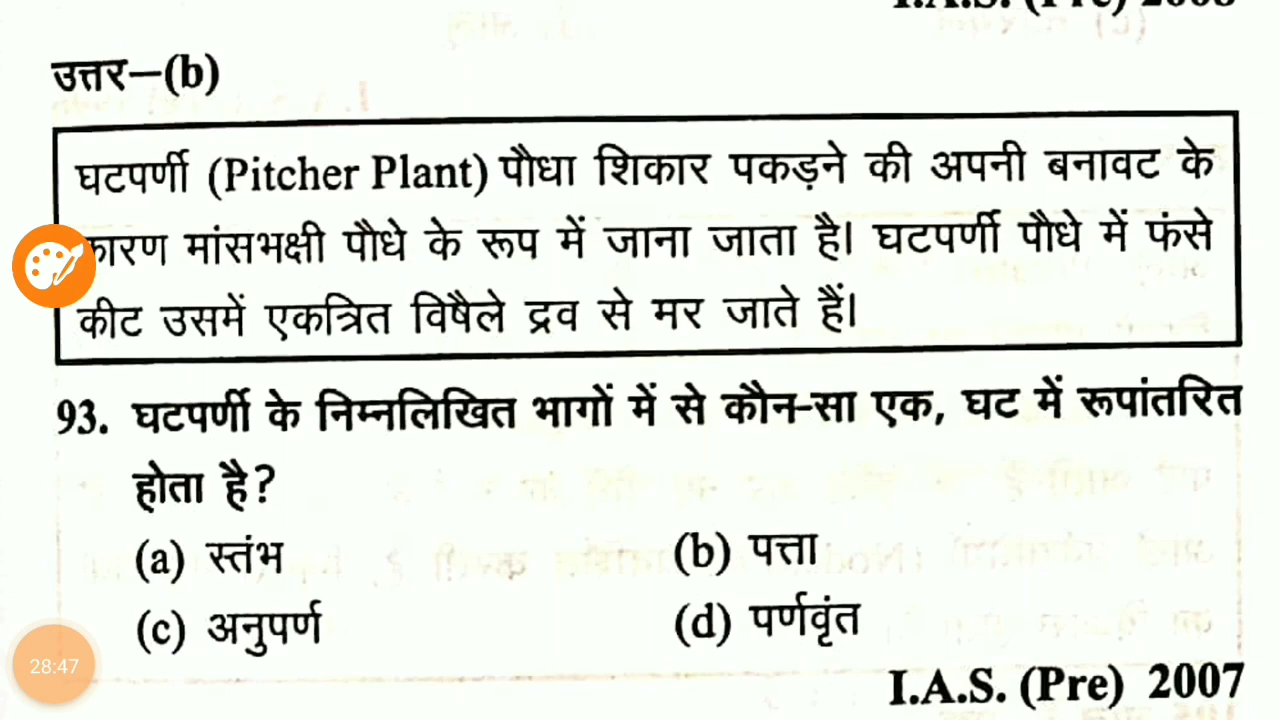 उत्तर–(b)
घटपर्णी (Pitcher Plant) पौधा शिकार पकड़ने की अपनी बनावट के
कारण मांसभक्षी पौधे के रूप में जाना जाता है। घटपर्णी पौधे में फंसे
कीट उसमें एकत्रित विषैले द्रव से मर जाते हैं।
93. घटपर्णी के निम्नलिखित भागों में से कौन-सा एक, घट में रूपांतरित
होता है?
(a) स्तंभ (b) पत्ता
(c) अनुपर्ण (d) पर्णवृंत
28:47
I.A.S. (Pre) 2007